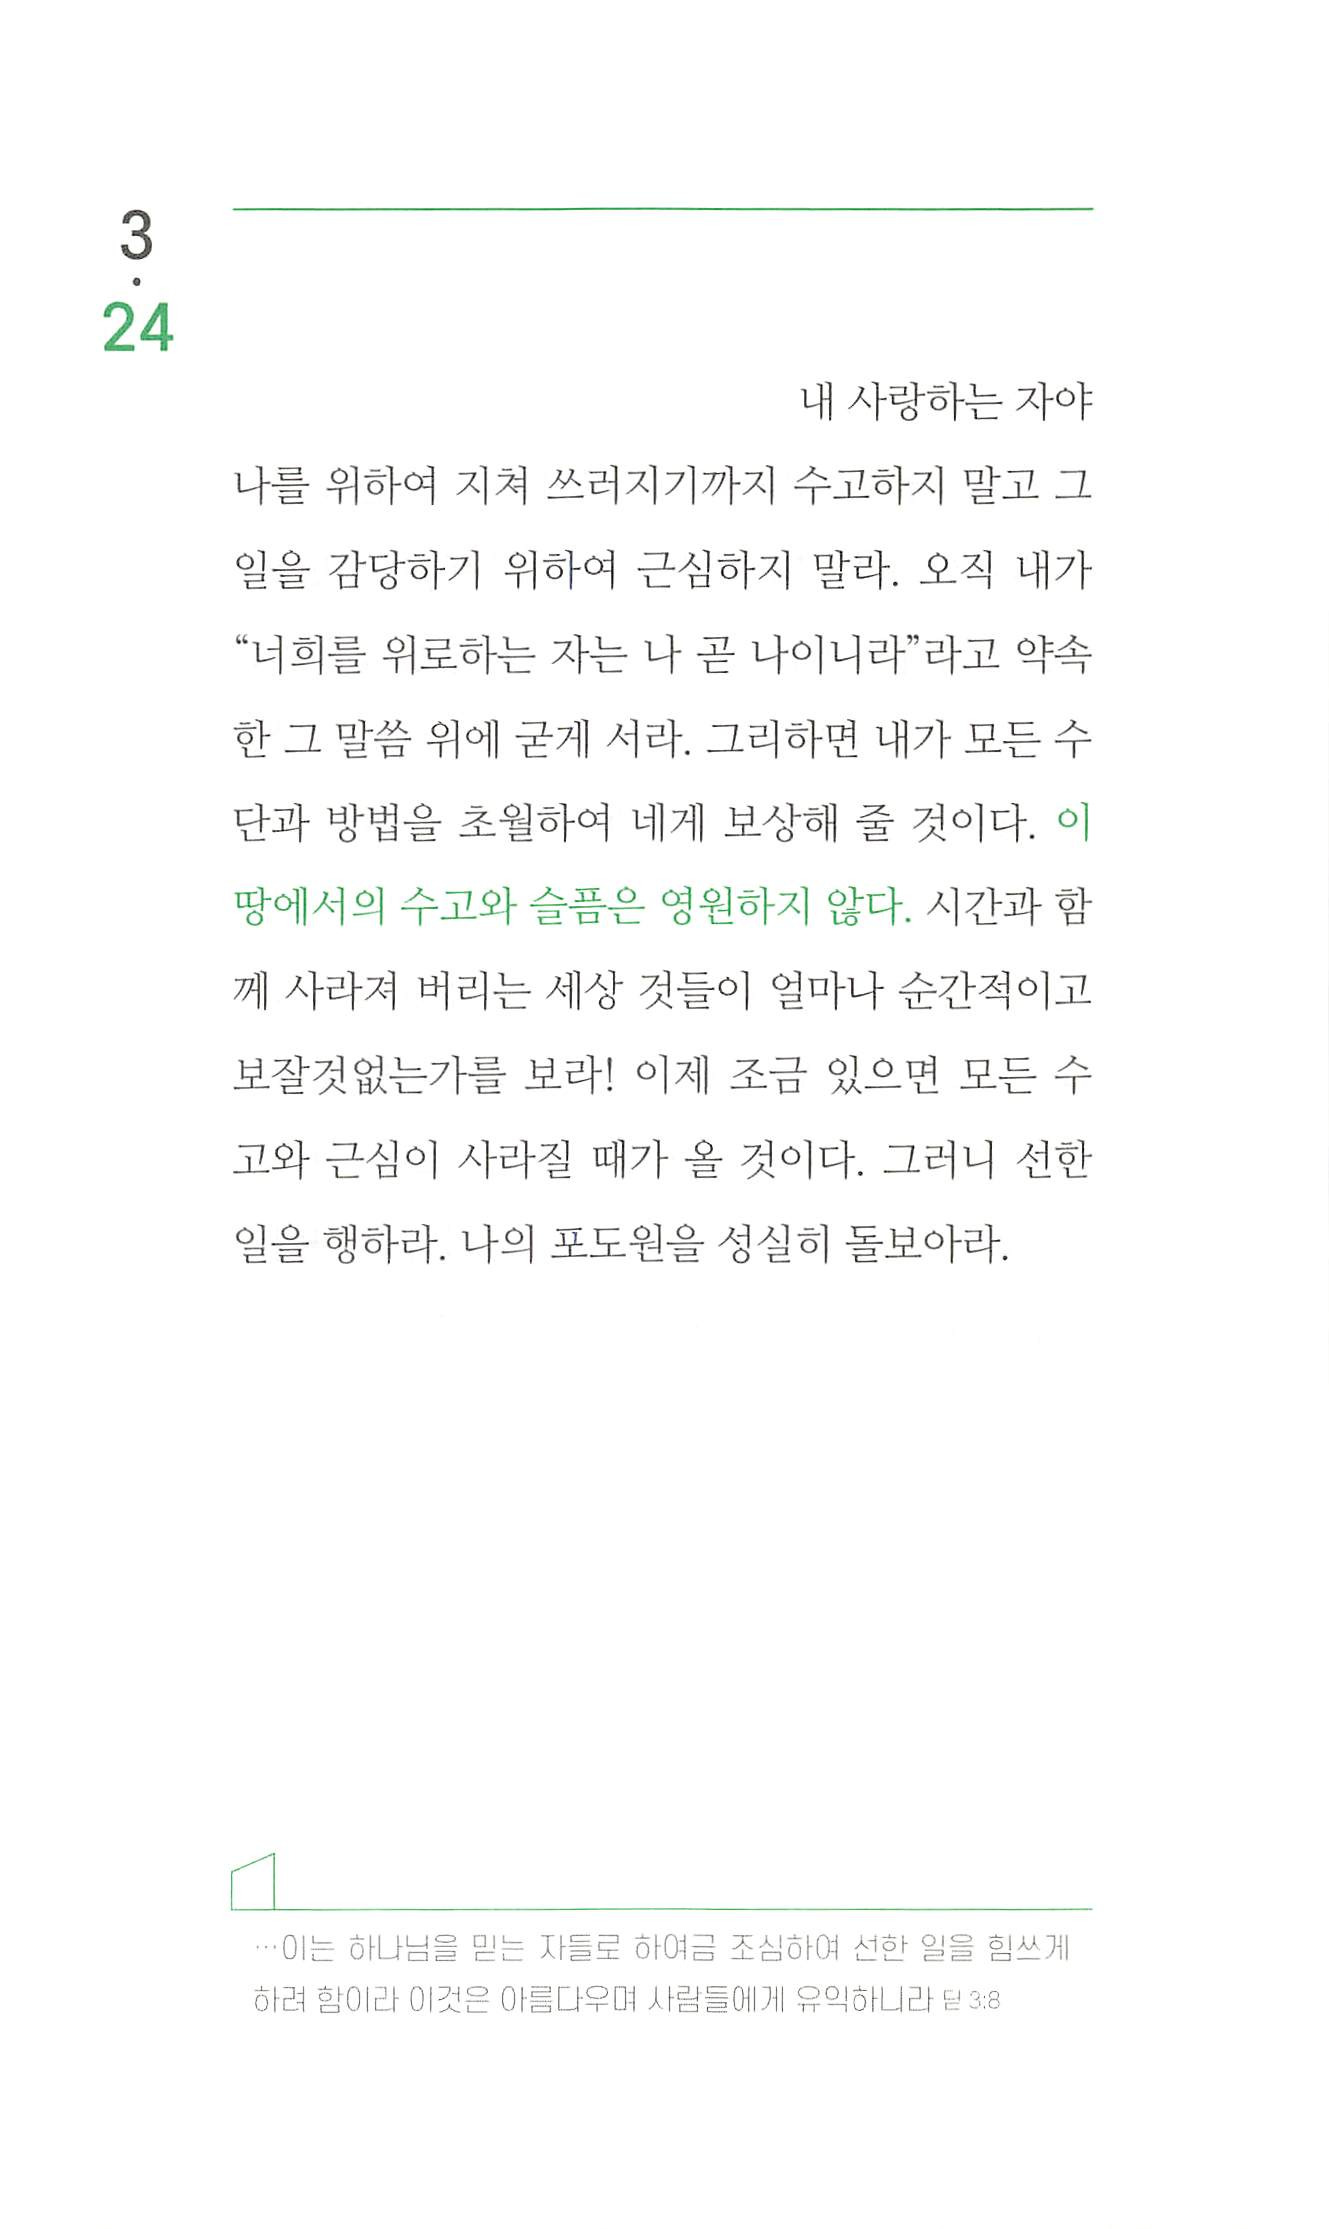 3
·
24
내 사랑하는 자야
나를 위하여 지쳐 쓰러지기까지 수고하지 말고 그
일을 감당하기 위하여 근심하지 말라. 오직 내가
“너희를 위로하는 자는 나 곧 나이니라”라고 약속
한 그 말씀 위에 굳게 서라. 그리하면 내가 모든 수
단과 방법을 초월하여 네게 보상해 줄 것이다. 이
땅에서의 수고와 슬픔은 영원하지 않다. 시간과 함
께 사라져 버리는 세상 것들이 얼마나 순간적이고
보잘것없는가를 보라! 이제 조금 있으면 모든 수
고와 근심이 사라질 때가 올 것이다. 그러니 선한
일을 행하라. 나의 포도원을 성실히 돌보아라.
…이는 하나님을 믿는 자들로 하여금 조심하여 선한 일을 힘쓰게
하려 함이라 이것은 아름다우며 사람들에게 유익하니라 딛 3:8